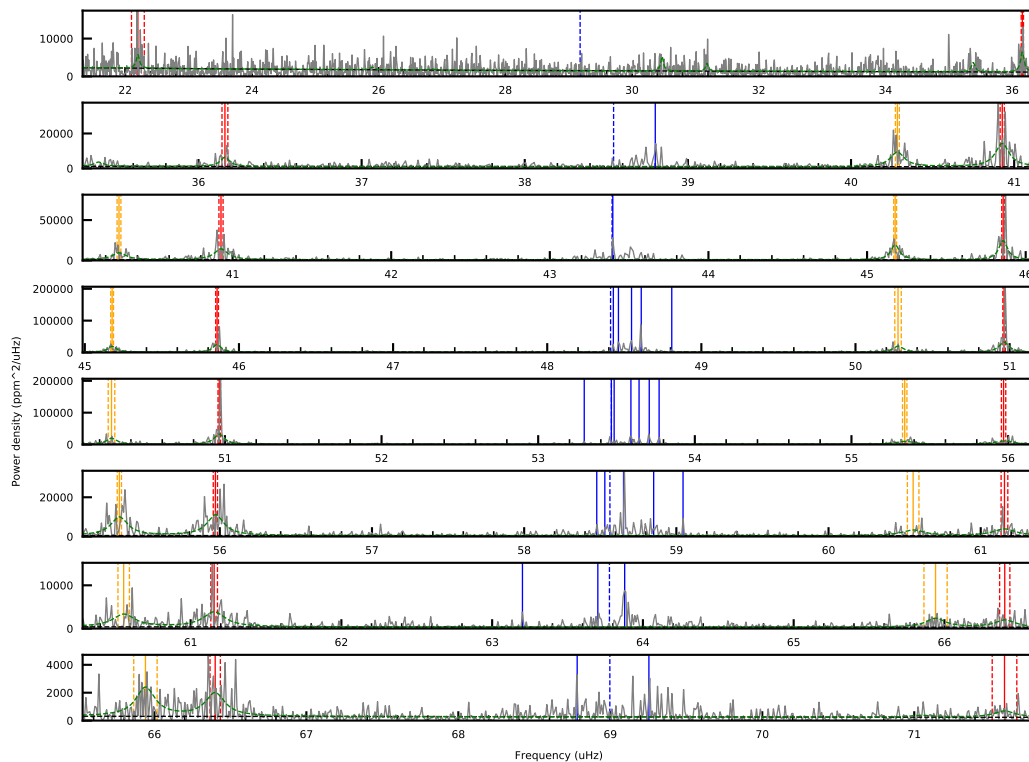 10000
0
22 24 26 28 30 32 34 36
20000
0
36 37 38 39 40 41
50000
0
41 42 43 44 45 46
200000
100000
0
45 46 47 48 49 50 51
200000
100000
0
51 52 53 54 55 56
20000
0
56 57 58 59 60 61
10000
0
61 62 63 64 65 66
4000
2000
0
66 67 68 69 70 71
Power density (ppm^2/uHz)
Frequency (uHz)